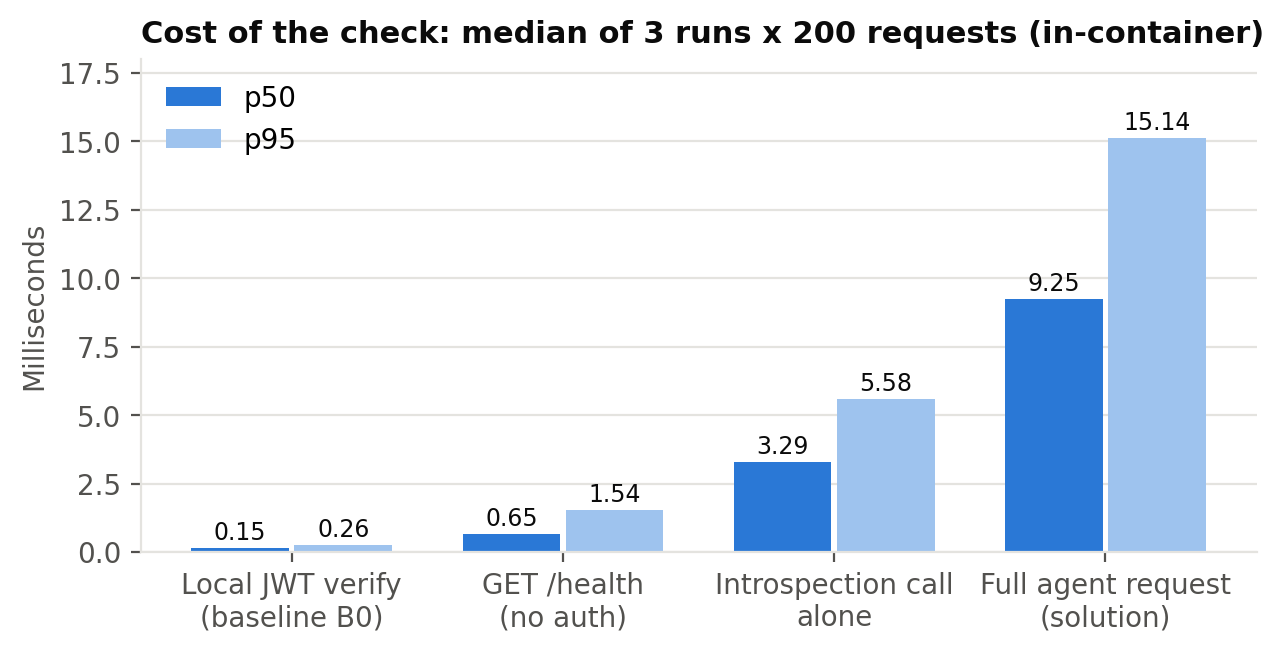 Cost of the check: median of 3 runs x 200 requests (in-container)
17.5
15.0
12.5
10.0
7.5
5.0
2.5
0.0
Milliseconds
p50
p95
0.15
0.26
0.65
1.54
3.29
5.58
9.25
15.14
Local JWT verify
(baseline B0)
GET /health
(no auth)
Introspection call
alone
Full agent request
(solution)